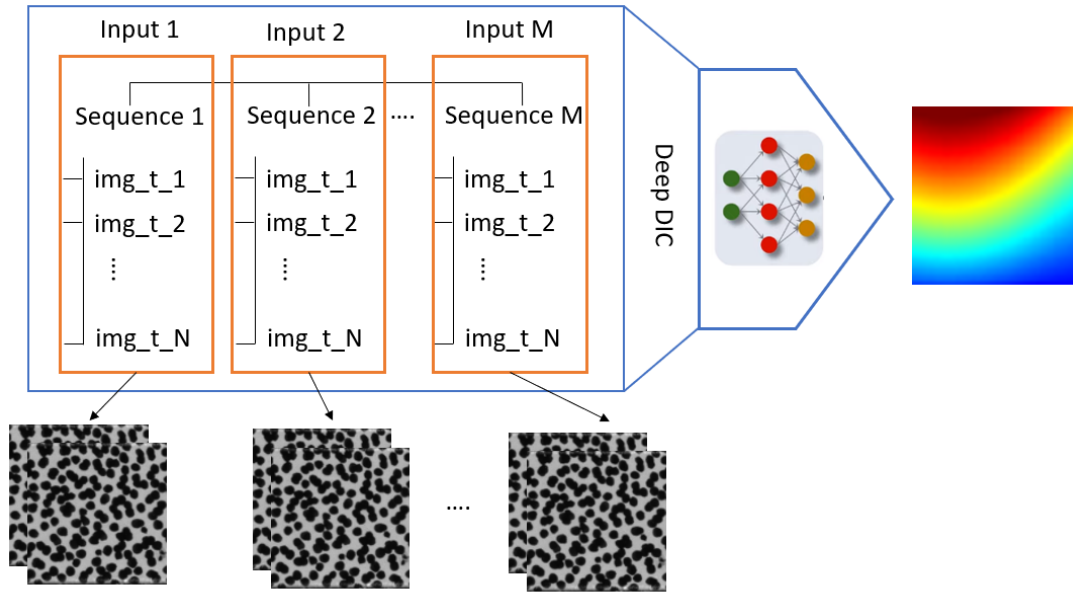 Input 1
Input 2
Input M
Sequence 1
Sequence 2
....
Sequence M
img_t_1
img_t_1
img_t_1
img_t_2
img_t_2
img_t_2
....
....
....
img_t_N
img_t_N
img_t_N
Deep DIC
....